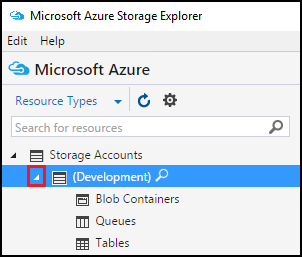 Microsoft Azure Storage Explorer
Edit Help
Microsoft Azure
Resource Types
Search for resources
Storage Accounts
(Development)
Blob Containers
Queues
Tables